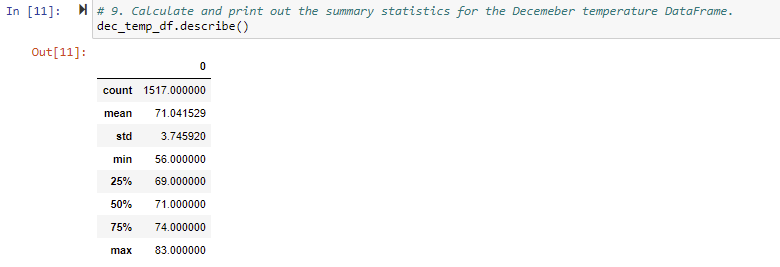 In [11]: # 9. Calculate and print out the summary statistics for the Decemeber temperature DataFrame.
dec_temp_df.describe()
Out[11]:
0
count 1517.000000
mean 71.041529
std 3.745920
min 56.000000
25% 69.000000
50% 71.000000
75% 74.000000
max 83.000000